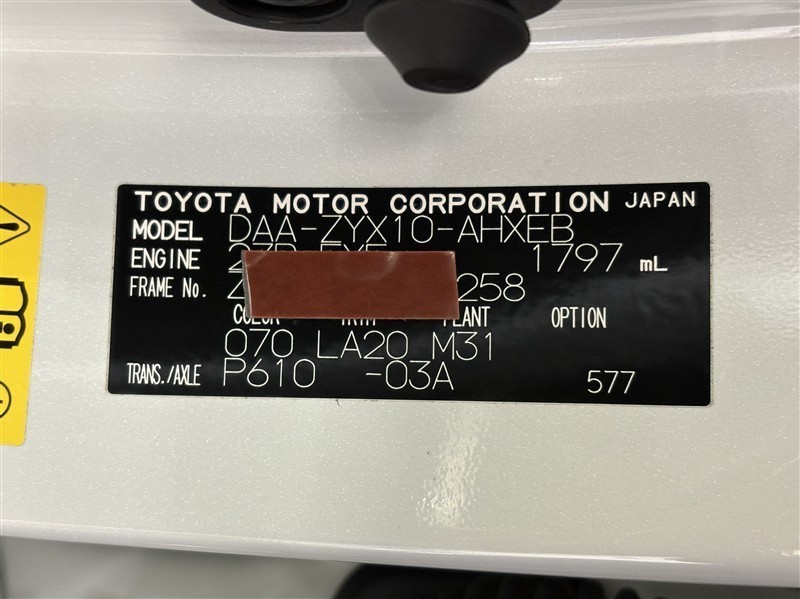 TOYOTA MOTOR CORPORATION JAPAN
MODEL DAA-ZYX10-AHXEB
ENGINE 1797 mL
FRAME No. Z 258
COLOR TRIM PLANT OPTION
070 LA20 M31
TRANS./AXLE P610 -03A 577